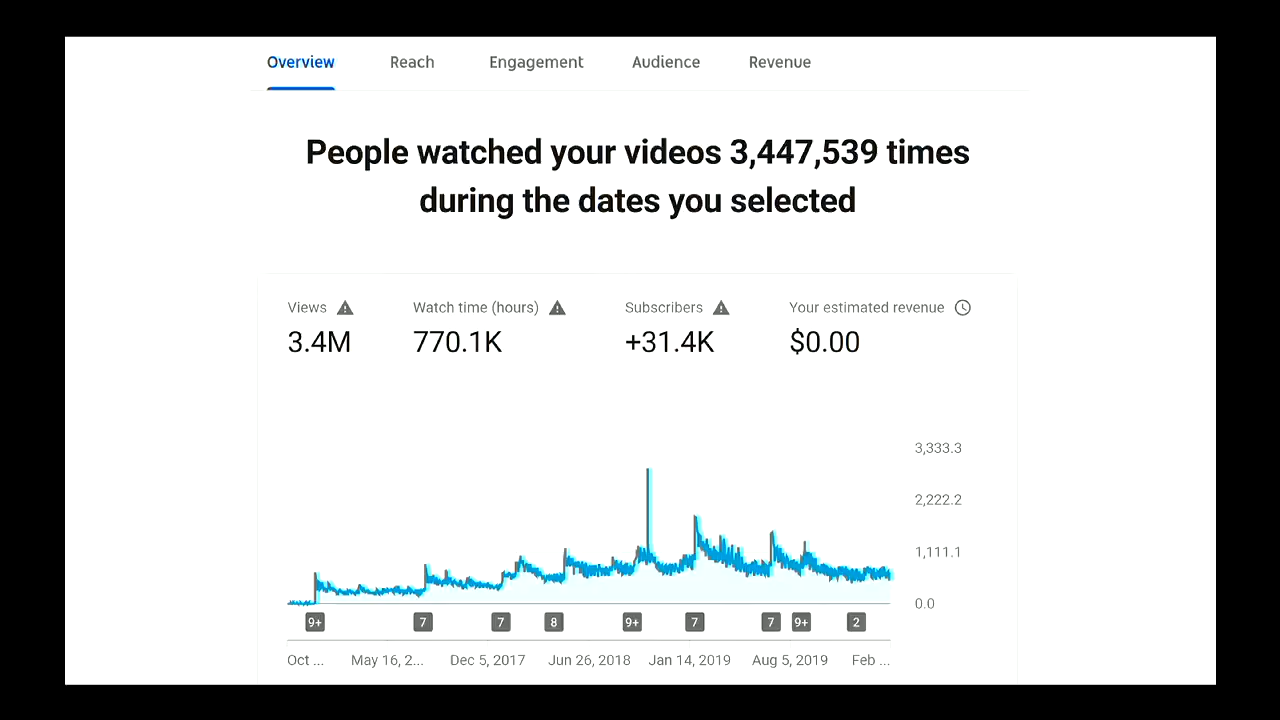 Overview Reach Engagement Audience Revenue
People watched your videos 3,447,539 times
during the dates you selected
Views Watch time (hours) Subscribers Your estimated revenue
3.4M 770.1K +31.4K $0.00
3,333.3
2,222.2
1,111.1
0.0
9+ 7 7 8 9+ 7 7 9+ 2
Oct ... May 16, 2... Dec 5, 2017 Jun 26, 2018 Jan 14, 2019 Aug 5, 2019 Feb ...